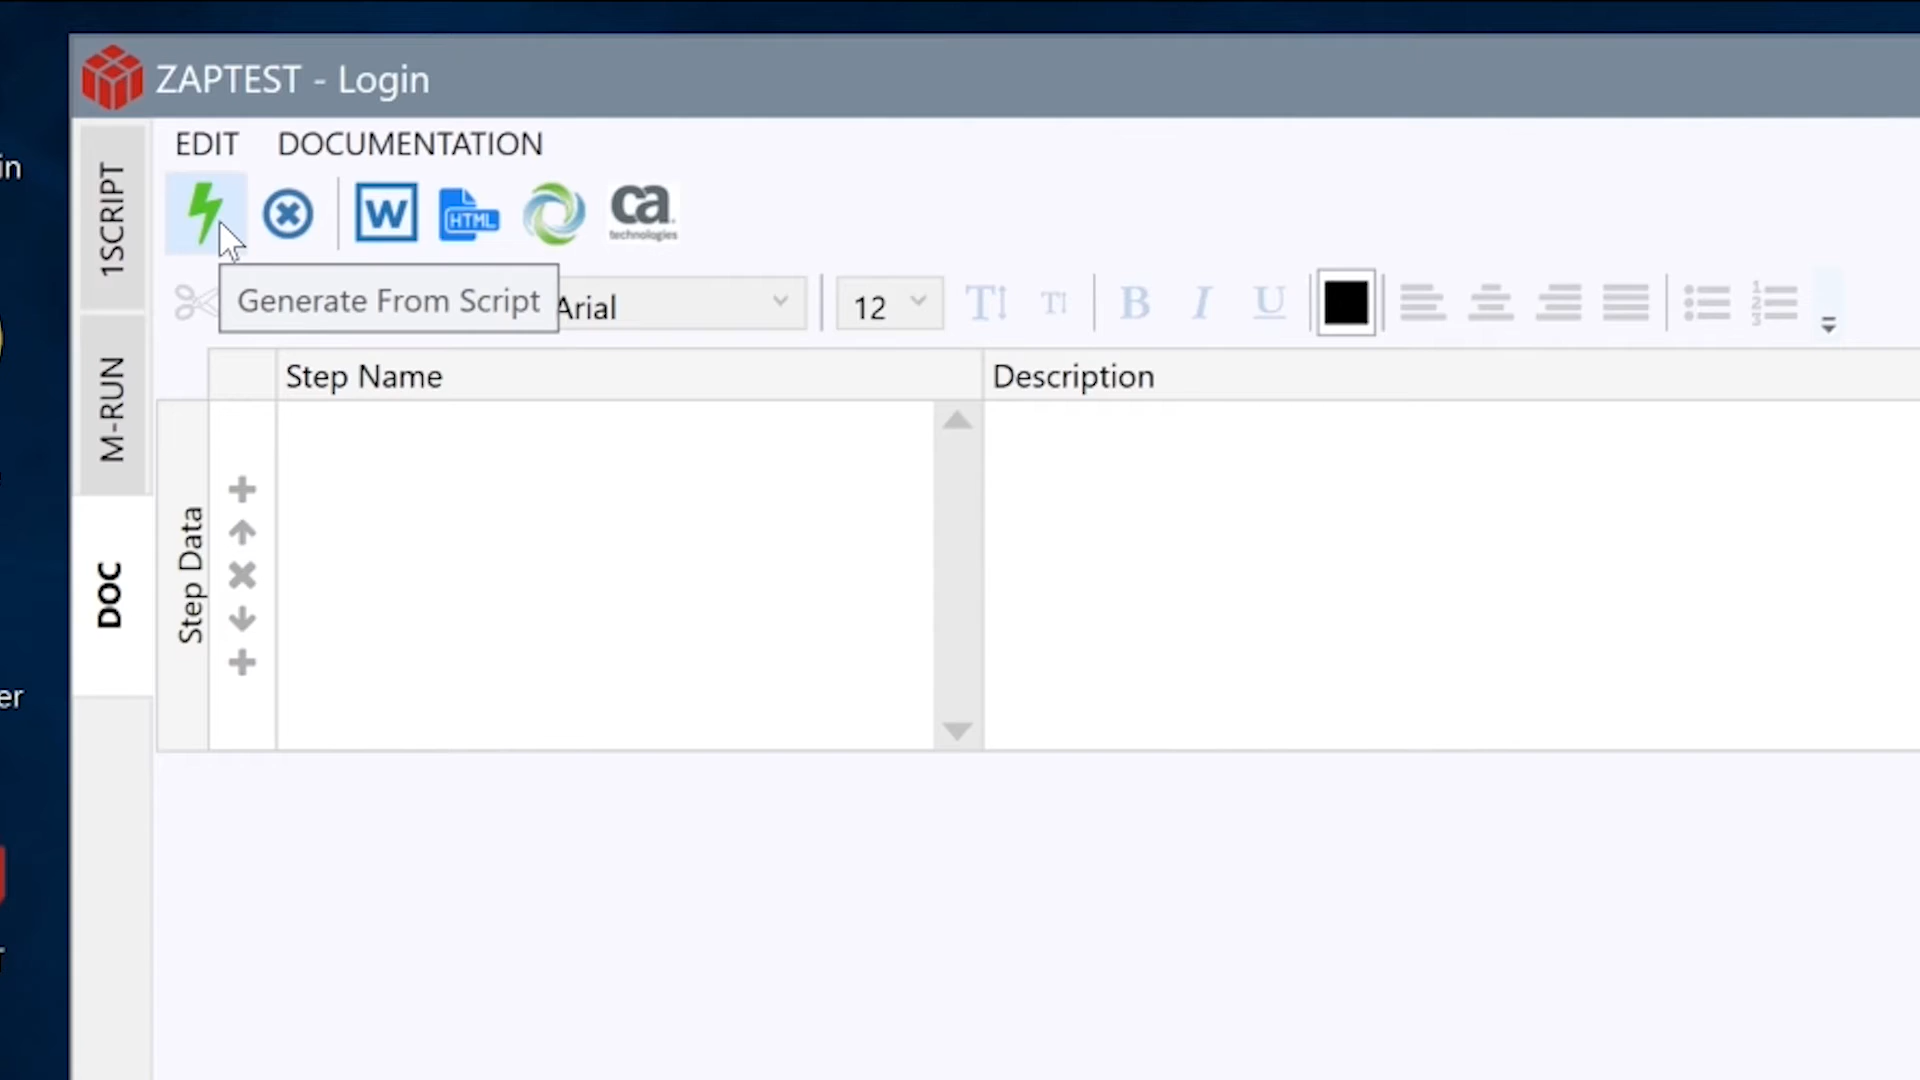 ZAPTEST - Login
EDIT DOCUMENTATION
W HTML ca technologies
Generate From Script Arial 12 B I U
1SCRIPT
M-RUN
DOC
Step Name Description
Step Data
in
er